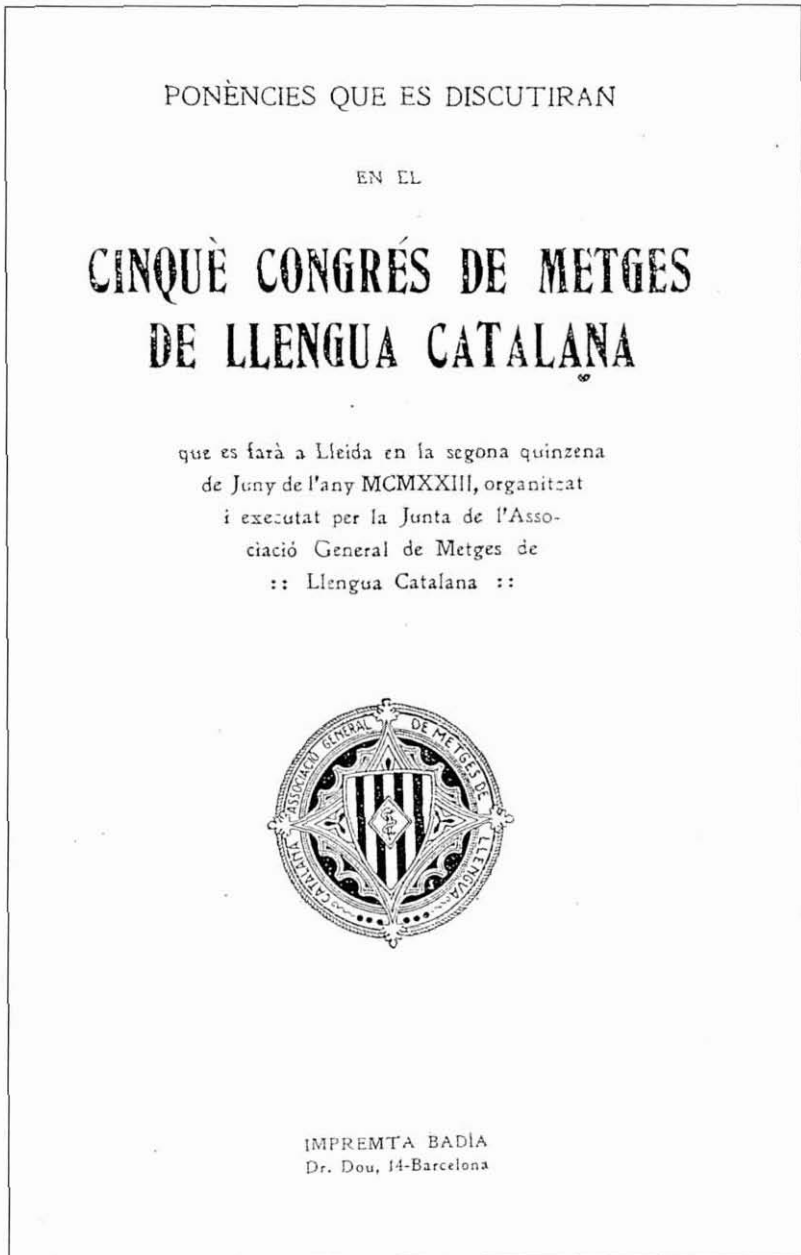 PONÈNCIES QUE ES DISCUTIRAN
EN EL
CINQUÈ CONGRÉS DE METGES
DE LLENGUA CATALANA
que es farà a Lleida en la segona quinzena
de Juny de l'any MCMXXIII, organitzat
i executat per la Junta de l'Asso-
ciació General de Metges de
:: Llengua Catalana ::
ASSOCIACIÓ GENERAL DE METGES DE LLENGUA CATALANA
IMPREMTA BADÍA
Dr. Dou, 14-Barcelona